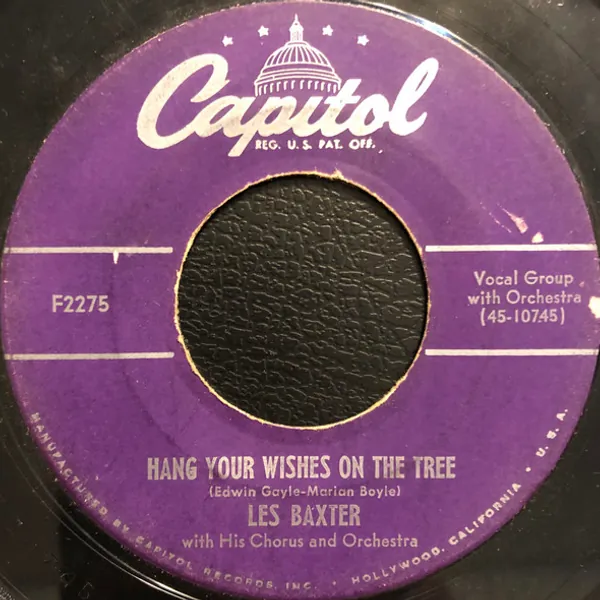 Capitol
REG. U.S. PAT. OFF.
F2275
Vocal Group
with Orchestra
(45-10745)
HANG YOUR WISHES ON THE TREE
(Edwin Gayle-Marian Boyle)
LES BAXTER
with His Chorus and Orchestra
MANUFACTURED BY CAPITOL RECORDS, INC. • HOLLYWOOD, CALIFORNIA • U.S.A.